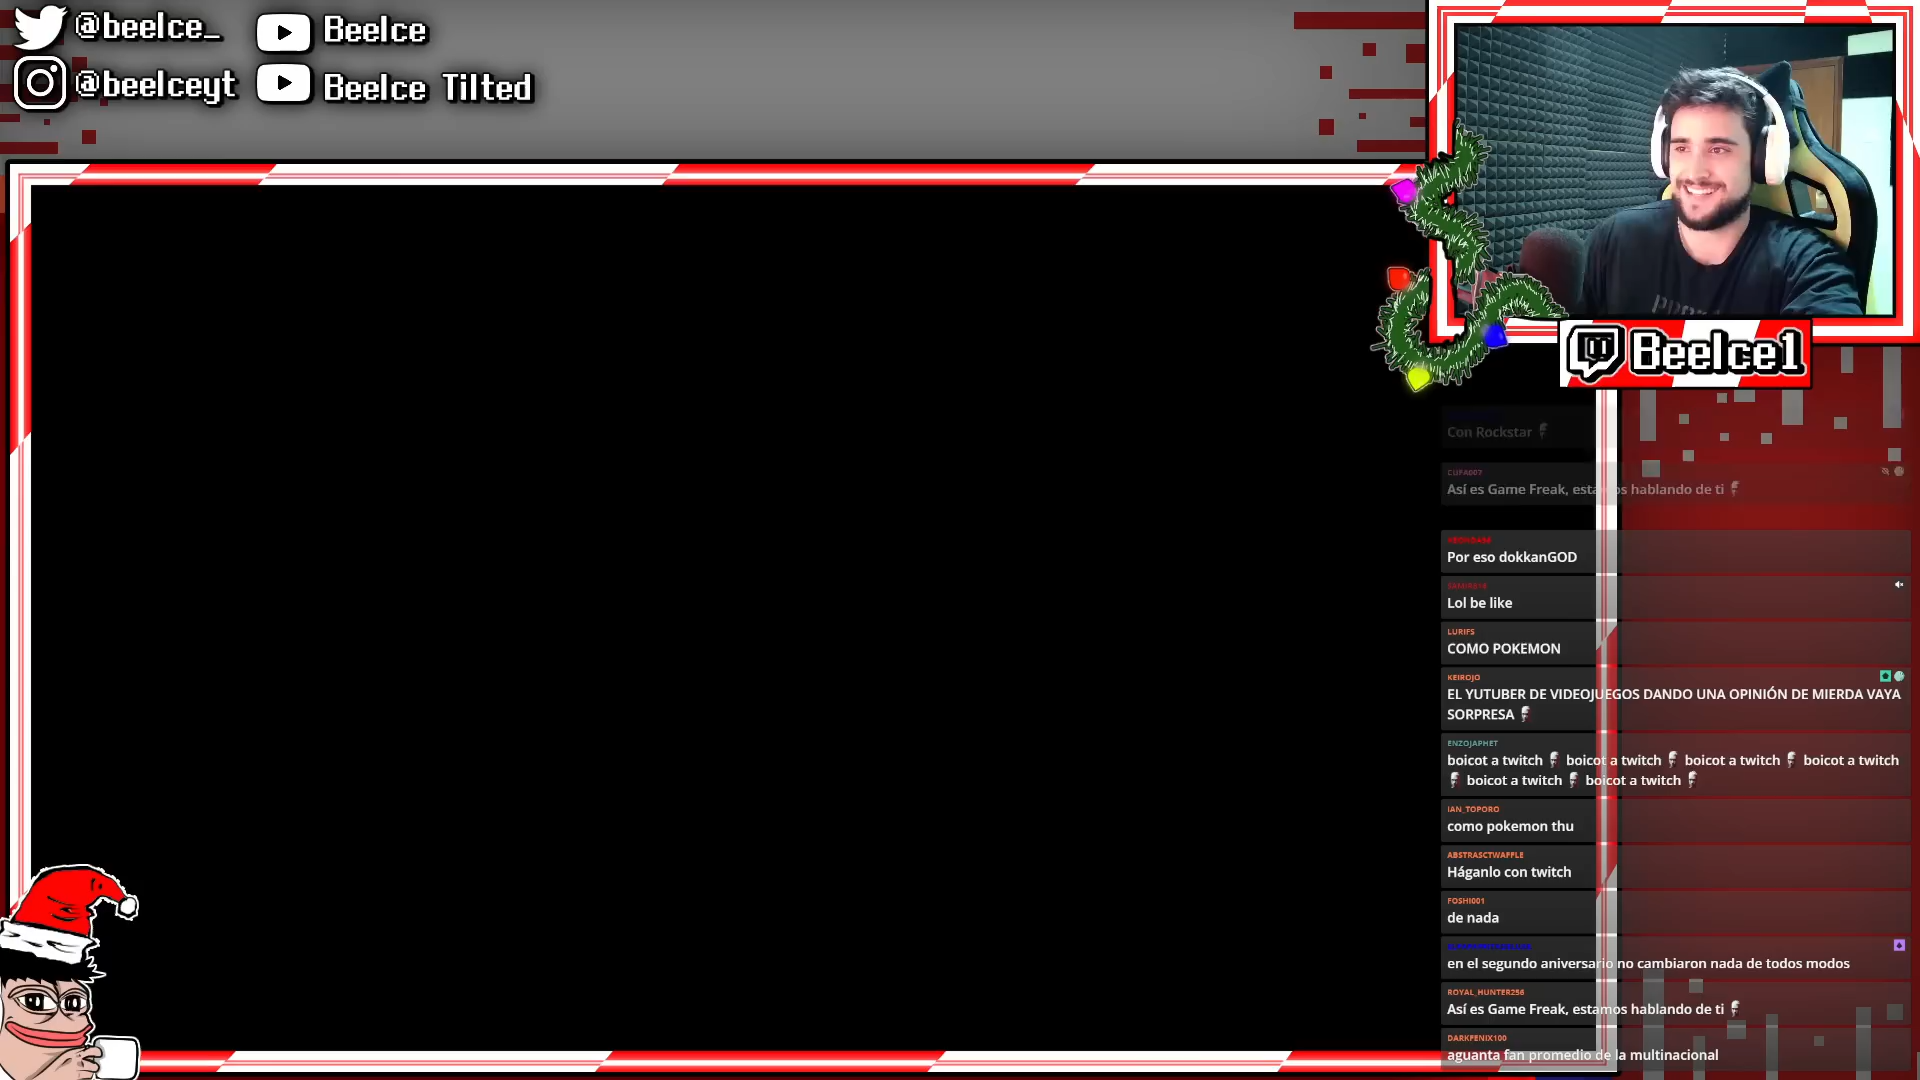 @beelce_
Beelce
@beelceyt
Beelce Tilted
Beelce1
Con Rockstar
CUFA007
Así es Game Freak, estamos hablando de ti
Por eso dokkanGOD
Lol be like
LURIFS
COMO POKEMON
KEIROJO
EL YUTUBER DE VIDEOJUEGOS DANDO UNA OPINIÓN DE MIERDA VAYA
SORPRESA
ENZOJAPHET
boicot a twitch boicot a twitch boicot a twitch boicot a twitch
boicot a twitch boicot a twitch
IAN_TOPORO
como pokemon thu
ABSTRASCTWAFFLE
Háganlo con twitch
FOSHI001
de nada
en el segundo aniversario no cambiaron nada de todos modos
ROYAL_HUNTER256
Así es Game Freak, estamos hablando de ti
DARKFENIX100
aguanta fan promedio de la multinacional